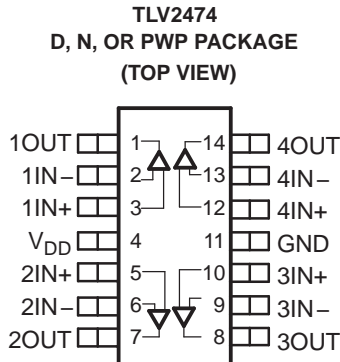 TLV2474
D, N, OR PWP PACKAGE
(TOP VIEW)
1OUT 1 14 4OUT
1IN− 2 13 4IN−
1IN+ 3 12 4IN+
VDD 4 11 GND
2IN+ 5 10 3IN+
2IN− 6 9 3IN−
2OUT 7 8 3OUT